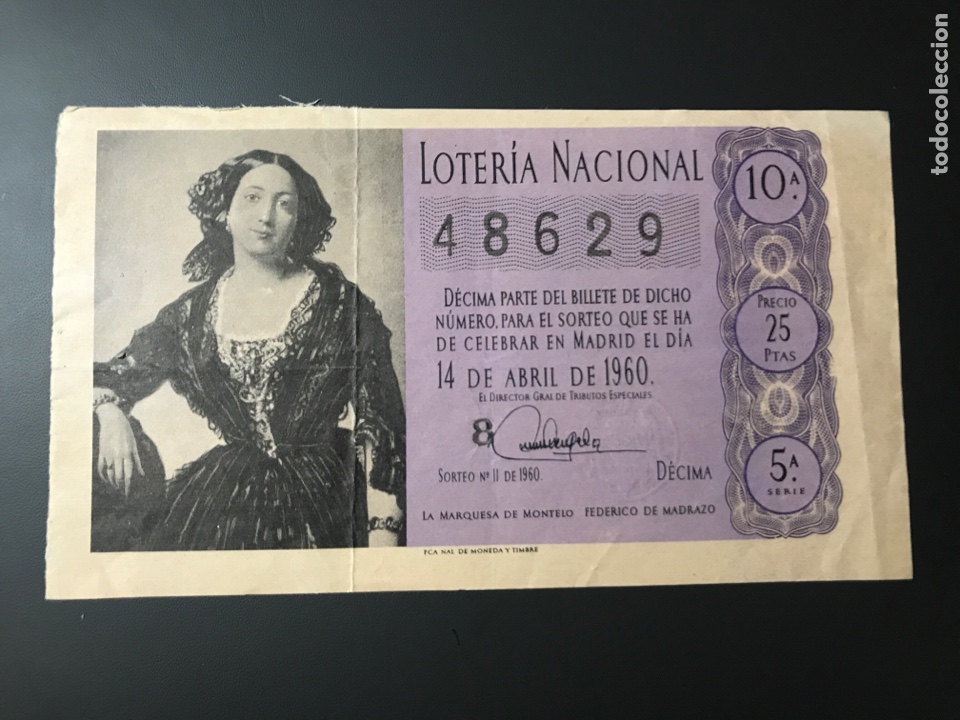 LOTERÍA NACIONAL
48629
DÉCIMA PARTE DEL BILLETE DE DICHO
NÚMERO, PARA EL SORTEO QUE SE HA
DE CELEBRAR EN MADRID EL DÍA
14 DE ABRIL DE 1960.
EL DIRECTOR GRAL DE TRIBUTOS ESPECIALES
8
SORTEO Nº 11 DE 1960.
DÉCIMA
LA MARQUESA DE MONTELO FEDERICO DE MADRAZO
FCA NAL DE MONEDA Y TIMBRE
10.A
PRECIO
25
PTAS
5.A
SERIE
todocoleccion